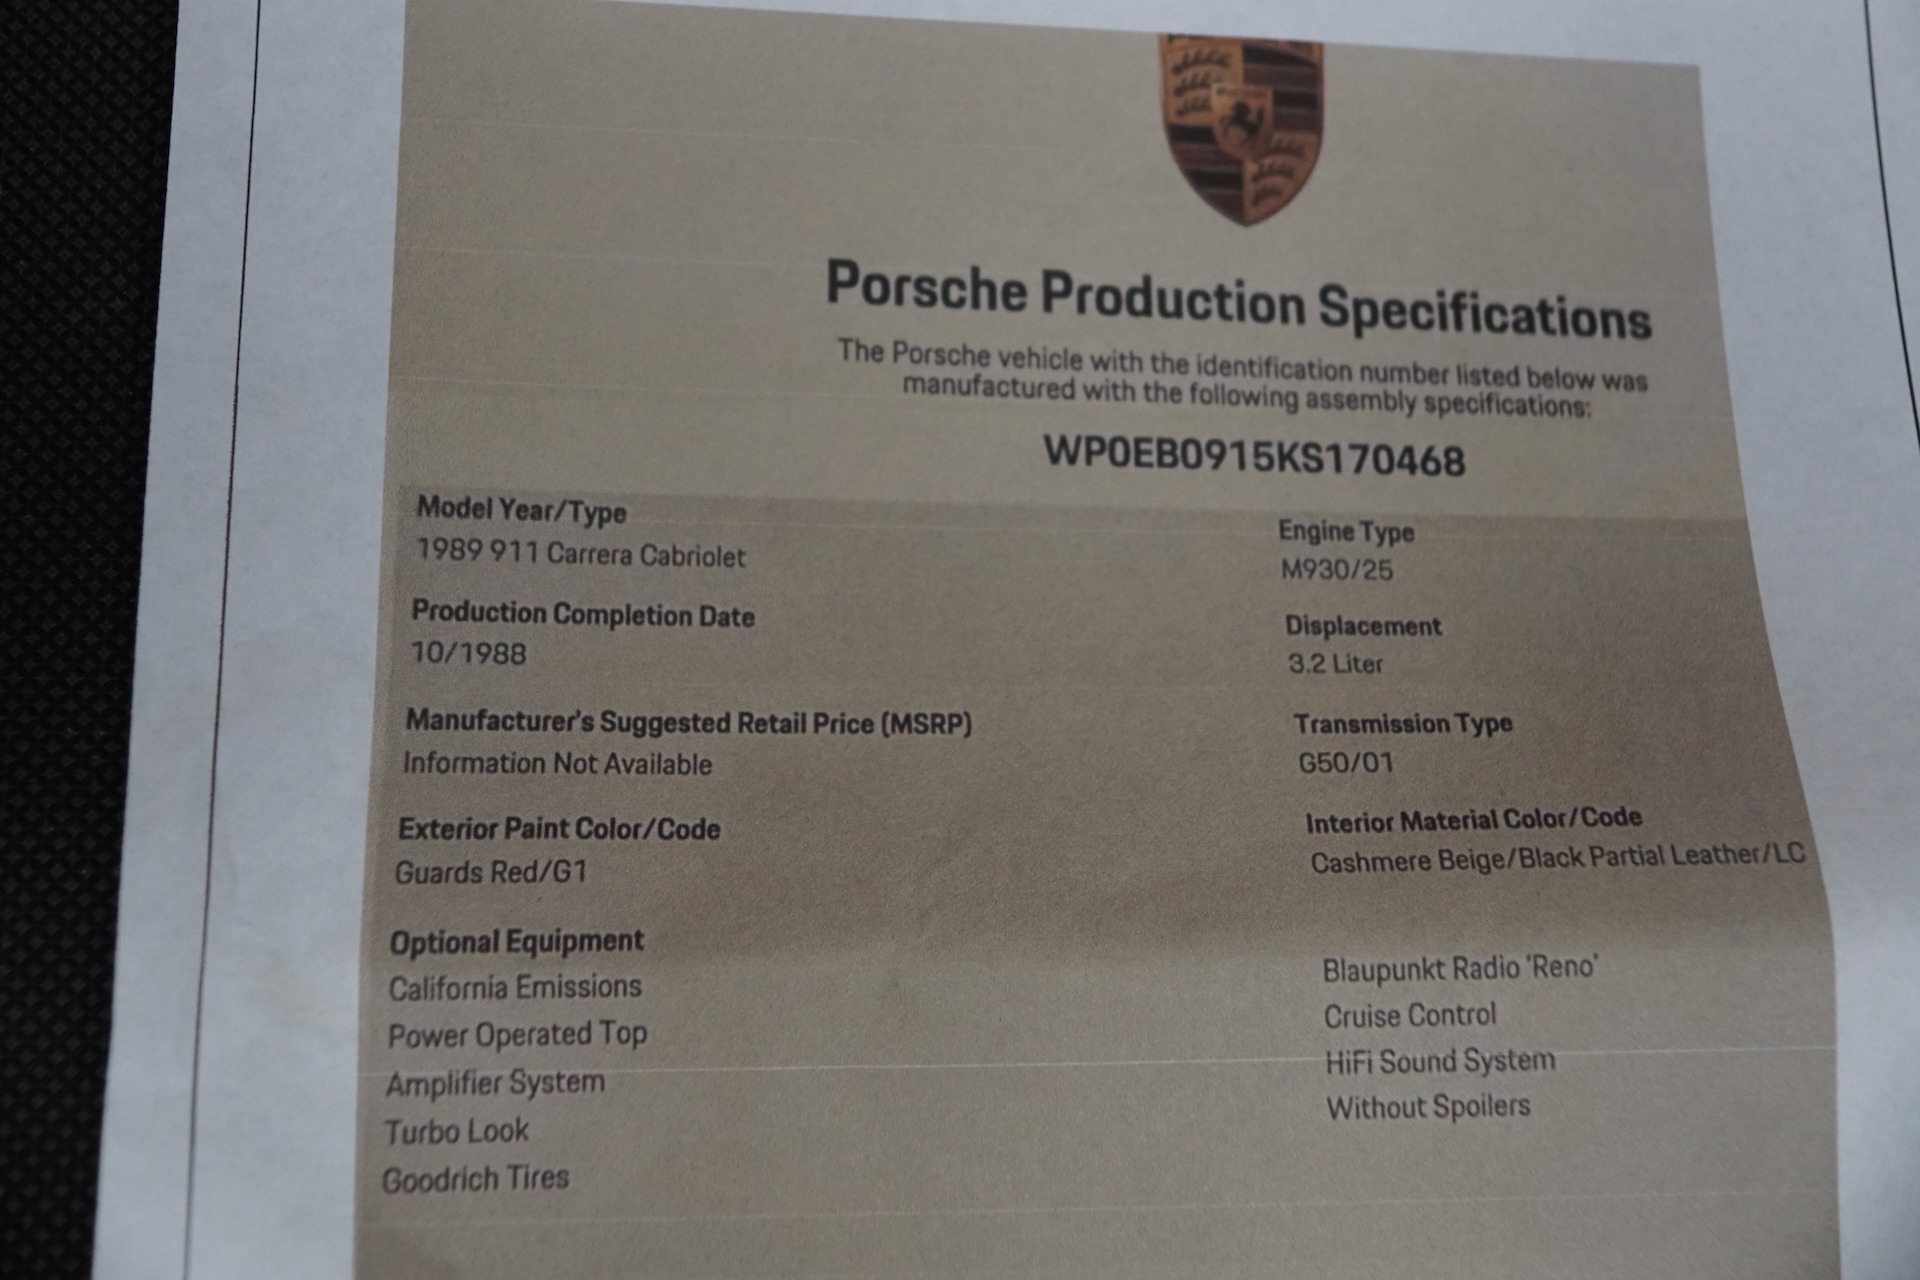 Porsche Production Specifications
The Porsche vehicle with the identification number listed below was
manufactured with the following assembly specifications:
WP0EB0915KS170468
Model Year/Type
1989 911 Carrera Cabriolet
Production Completion Date
10/1988
Manufacturer's Suggested Retail Price (MSRP)
Information Not Available
Exterior Paint Color/Code
Guards Red/G1
Optional Equipment
California Emissions
Power Operated Top
Amplifier System
Turbo Look
Goodrich Tires
Engine Type
M930/25
Displacement
3.2 Liter
Transmission Type
G50/01
Interior Material Color/Code
Cashmere Beige/Black Partial Leather/LC
Blaupunkt Radio 'Reno'
Cruise Control
HiFi Sound System
Without Spoilers